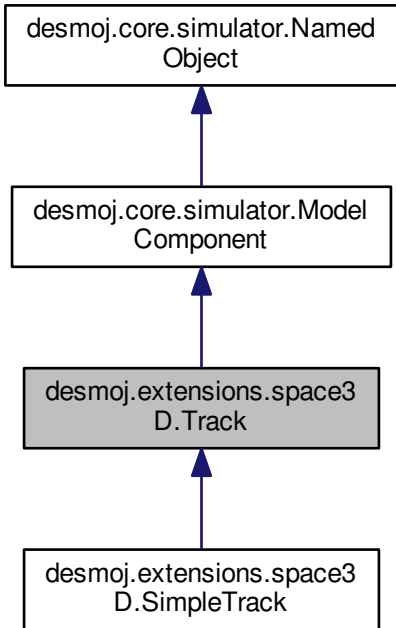 desmoj.core.simulator.Named
Object
desmoj.core.simulator.Model
Component
desmoj.extensions.space3
D.Track
desmoj.extensions.space3
D.SimpleTrack